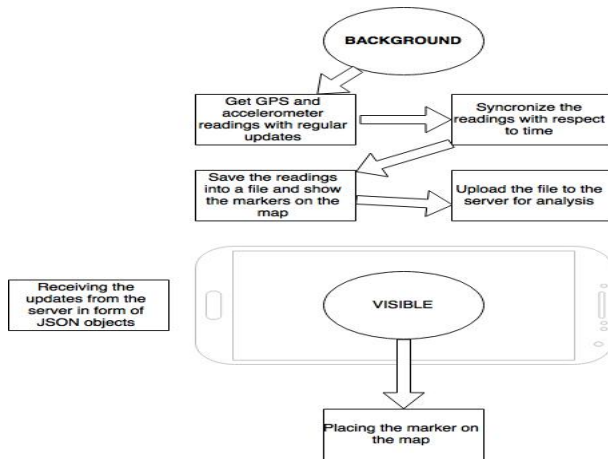 BACKGROUND
Get GPS and
accelerometer
readings with regular
updates
Syncronize the
readings with respect
to time
Save the readings
into a file and show
the markers on the
map
Upload the file to the
server for analysis
Receiving the
updates from the
server in form of
JSON objects
VISIBLE
Placing the marker on
the map